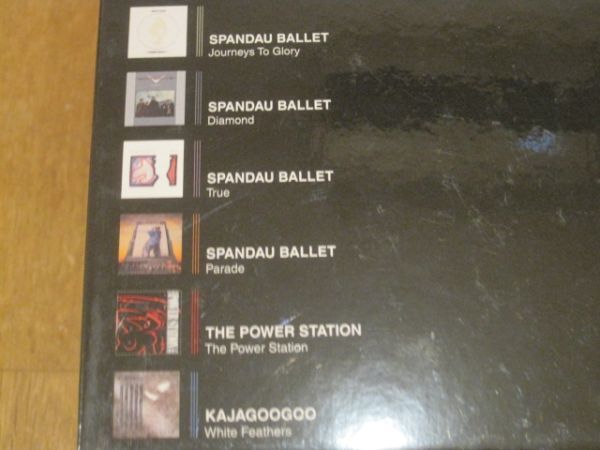 SPANDAU BALLET
Journeys To Glory
SPANDAU BALLET
Diamond
SPANDAU BALLET
True
SPANDAU BALLET
Parade
THE POWER STATION
The Power Station
KAJAGOOGOO
White Feathers